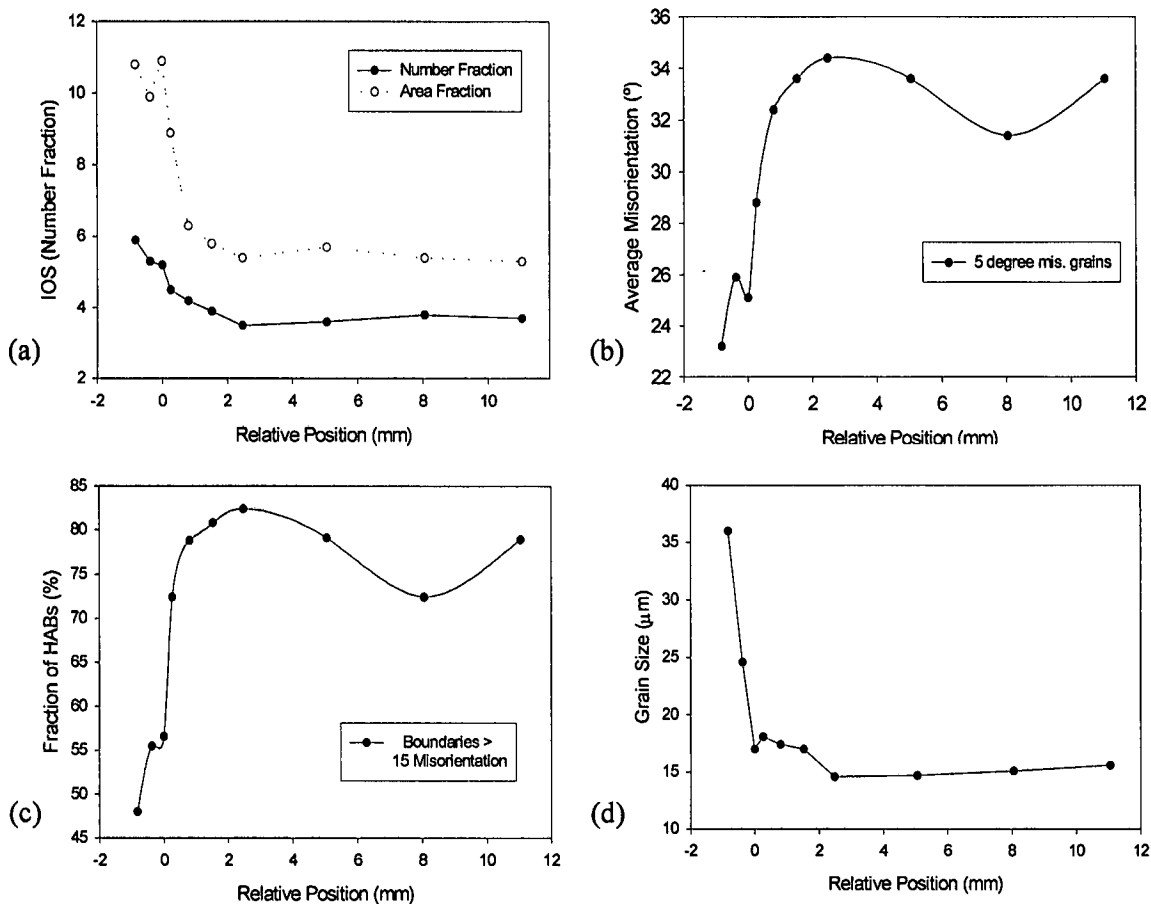 12
10
8
6
4
2
IOS (Number Fraction)
Number Fraction
Area Fraction
-2 0 2 4 6 8 10
Relative Position (mm)
(a)
36
34
32
30
28
26
24
22
Average Misorientation (º)
5 degree mis. grains
-2 0 2 4 6 8 10 12
Relative Position (mm)
(b)
85
80
75
70
65
60
55
50
45
Fraction of HABs (%)
Boundaries >
15 Misorientation
-2 0 2 4 6 8 10 12
Relative Position (mm)
(c)
40
35
30
25
20
15
10
Grain Size (μm)
-2 0 2 4 6 8 10 12
Relative Position (mm)
(d)